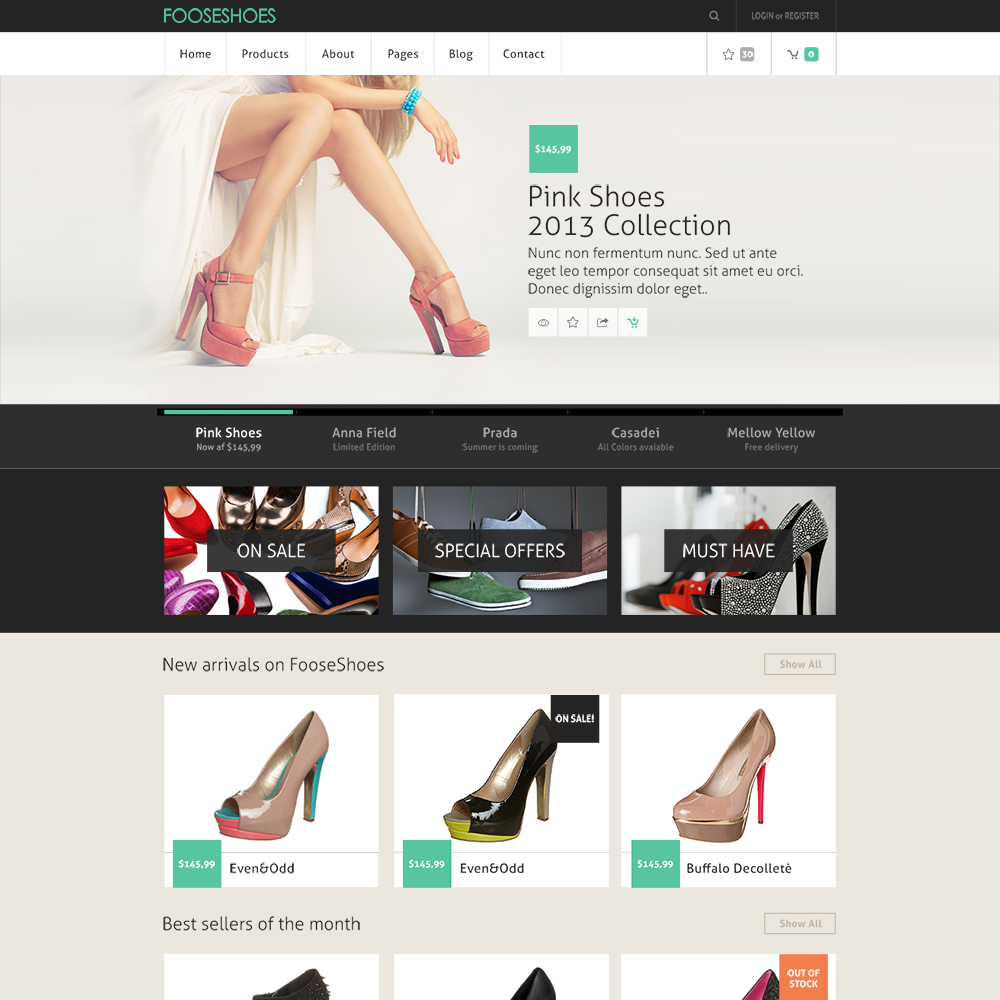 FOOSESHOES
LOGIN or REGISTER
Home Products About Pages Blog Contact 30 0
$145,99
Pink Shoes
2013 Collection
Nunc non fermentum nunc. Sed ut ante
eget leo tempor consequat sit amet eu orci.
Donec dignissim dolor eget..
Pink Shoes Anna Field Prada Casadei Mellow Yellow
Now af $145,99 Limited Edition Summer is coming All Colors avaiable Free delivery
ON SALE SPECIAL OFFERS MUST HAVE
New arrivals on FooseShoes Show All
ON SALE!
$145,99 Even&Odd $145,99 Even&Odd $145,99 Buffalo Decolletè
Best sellers of the month Show All
OUT OF
STOCK